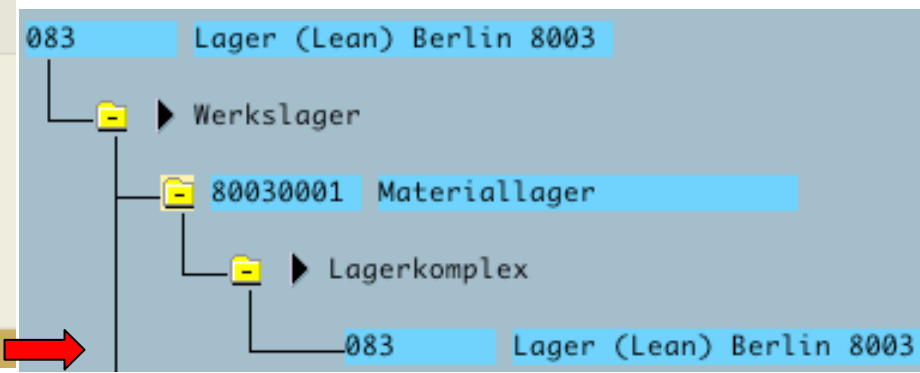 083 Lager (Lean) Berlin 8003
Werkslager
80030001 Materiallager
Lagerkomplex
083 Lager (Lean) Berlin 8003